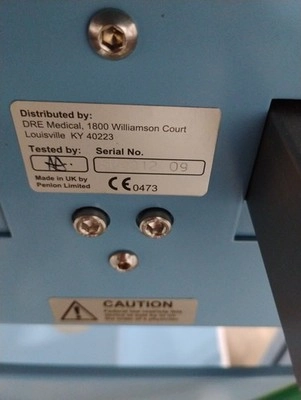 Distributed by:
DRE Medical, 1800 Williamson Court
Louisville KY 40223
Tested by: Serial No.
12 09
Made in UK by
Penlon Limited
CE 0473
CAUTION